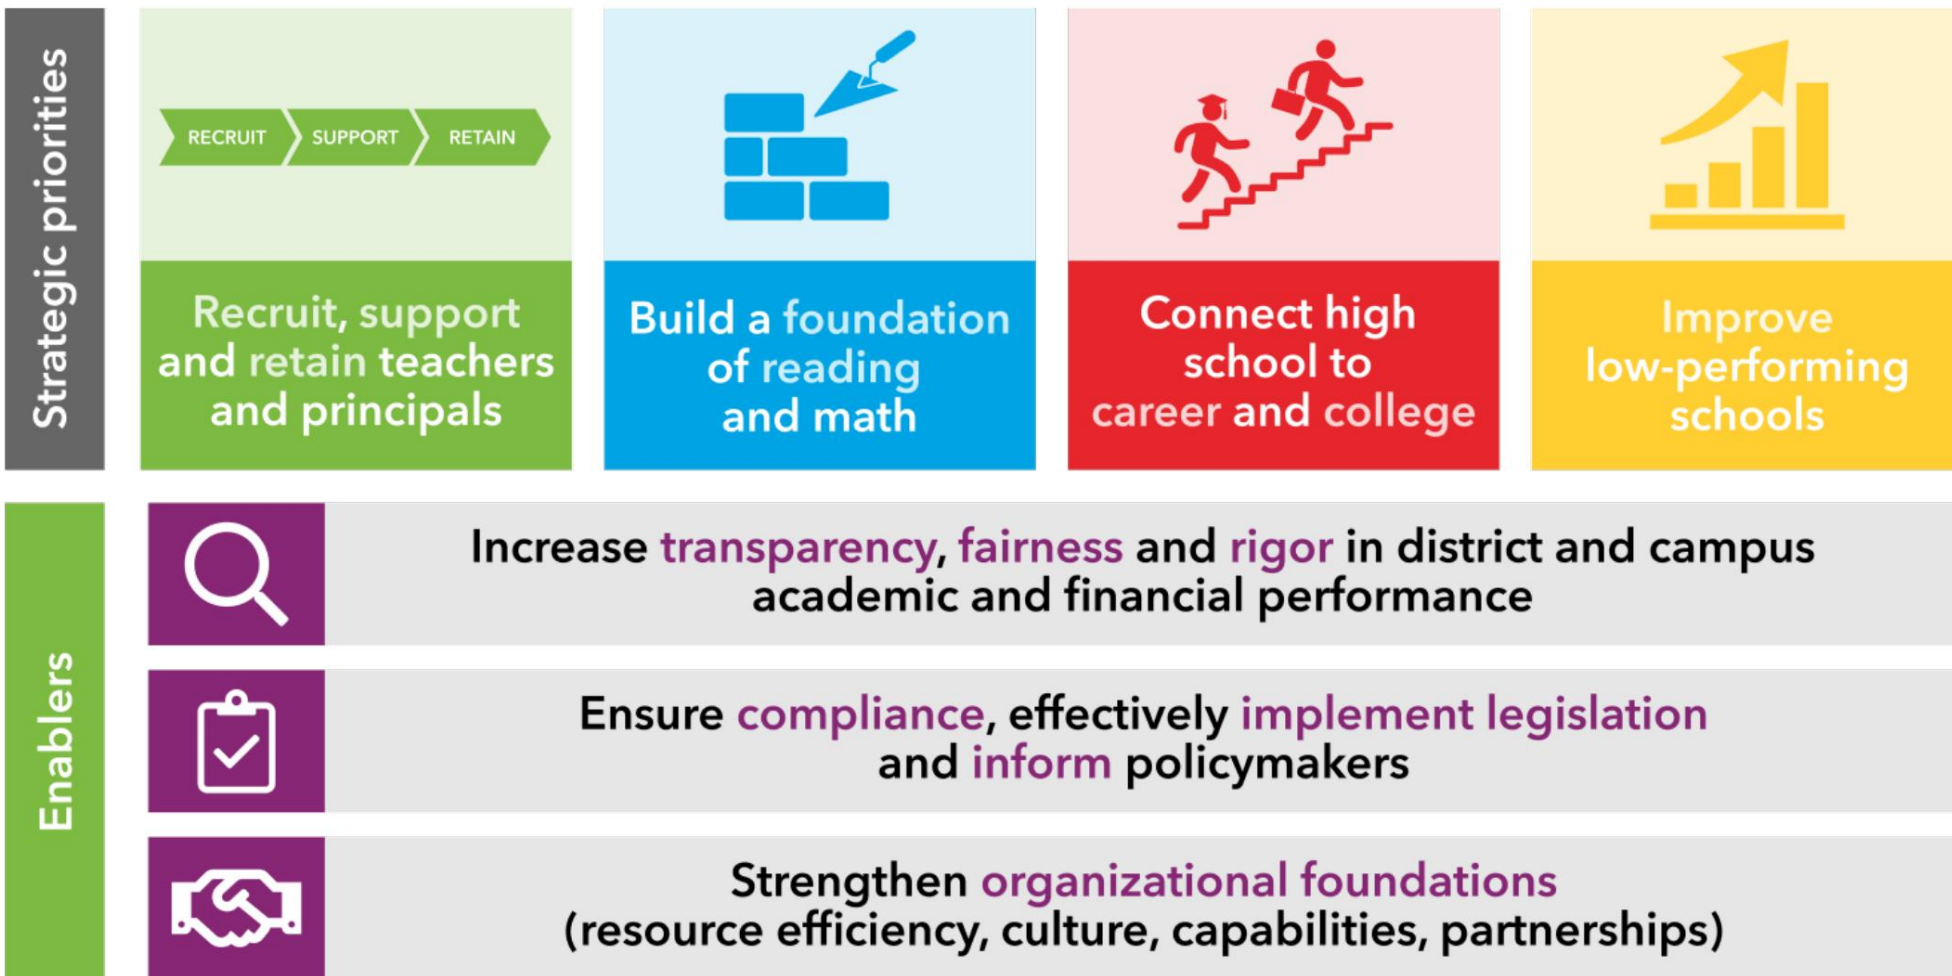 Strategic priorities
RECRUIT SUPPORT RETAIN
Recruit, support
and retain teachers
and principals
Build a foundation
of reading
and math
Connect high
school to
career and college
Improve
low-performing
schools
Enablers
Increase transparency, fairness and rigor in district and campus
academic and financial performance
Ensure compliance, effectively implement legislation
and inform policymakers
Strengthen organizational foundations
(resource efficiency, culture, capabilities, partnerships)